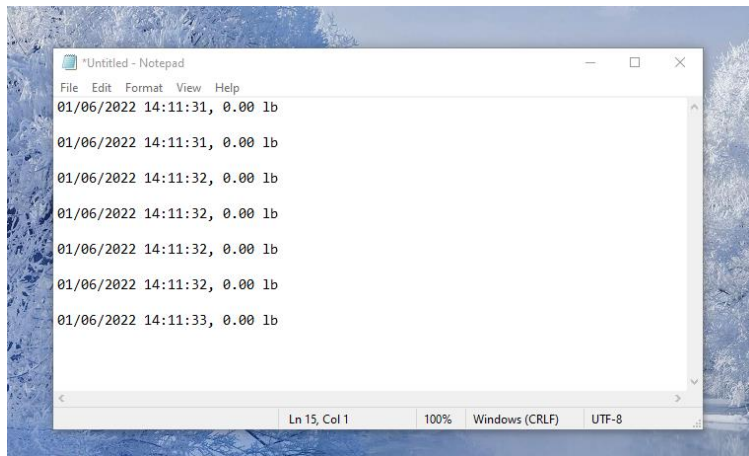 *Untitled - Notepad
File Edit Format View Help
01/06/2022 14:11:31, 0.00 lb
01/06/2022 14:11:31, 0.00 lb
01/06/2022 14:11:32, 0.00 lb
01/06/2022 14:11:32, 0.00 lb
01/06/2022 14:11:32, 0.00 lb
01/06/2022 14:11:32, 0.00 lb
01/06/2022 14:11:33, 0.00 lb
Ln 15, Col 1 100% Windows (CRLF) UTF-8